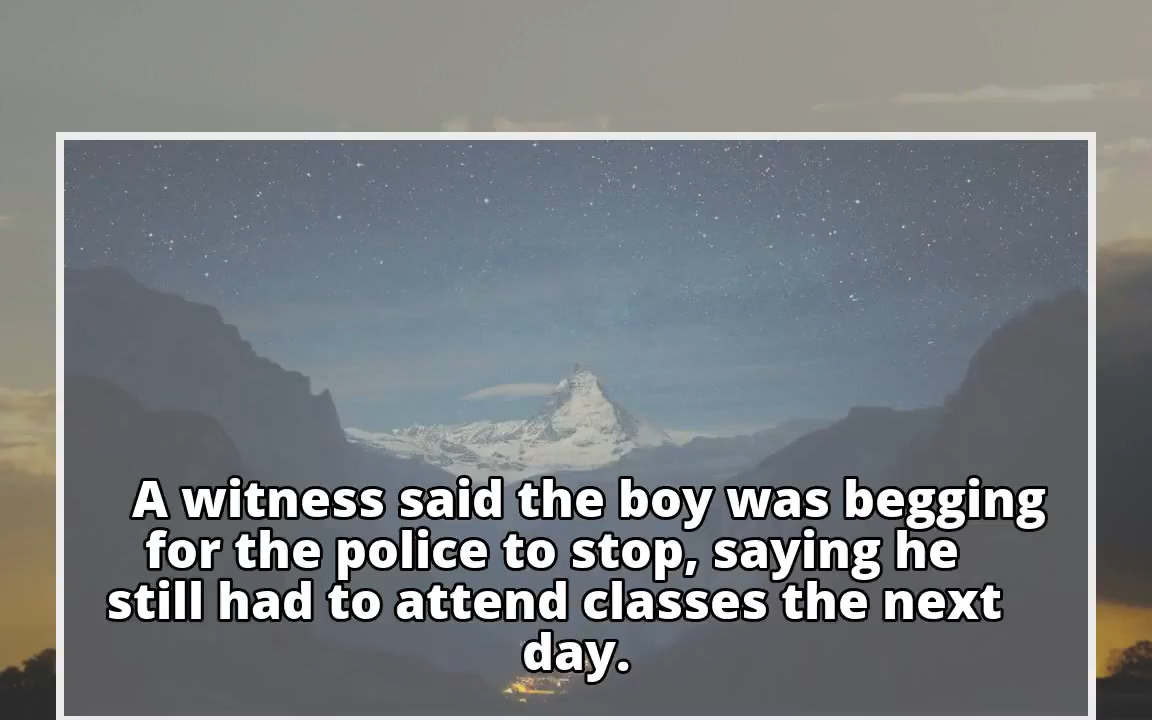 A witness said the boy was begging
for the police to stop, saying he
still had to attend classes the next
day.